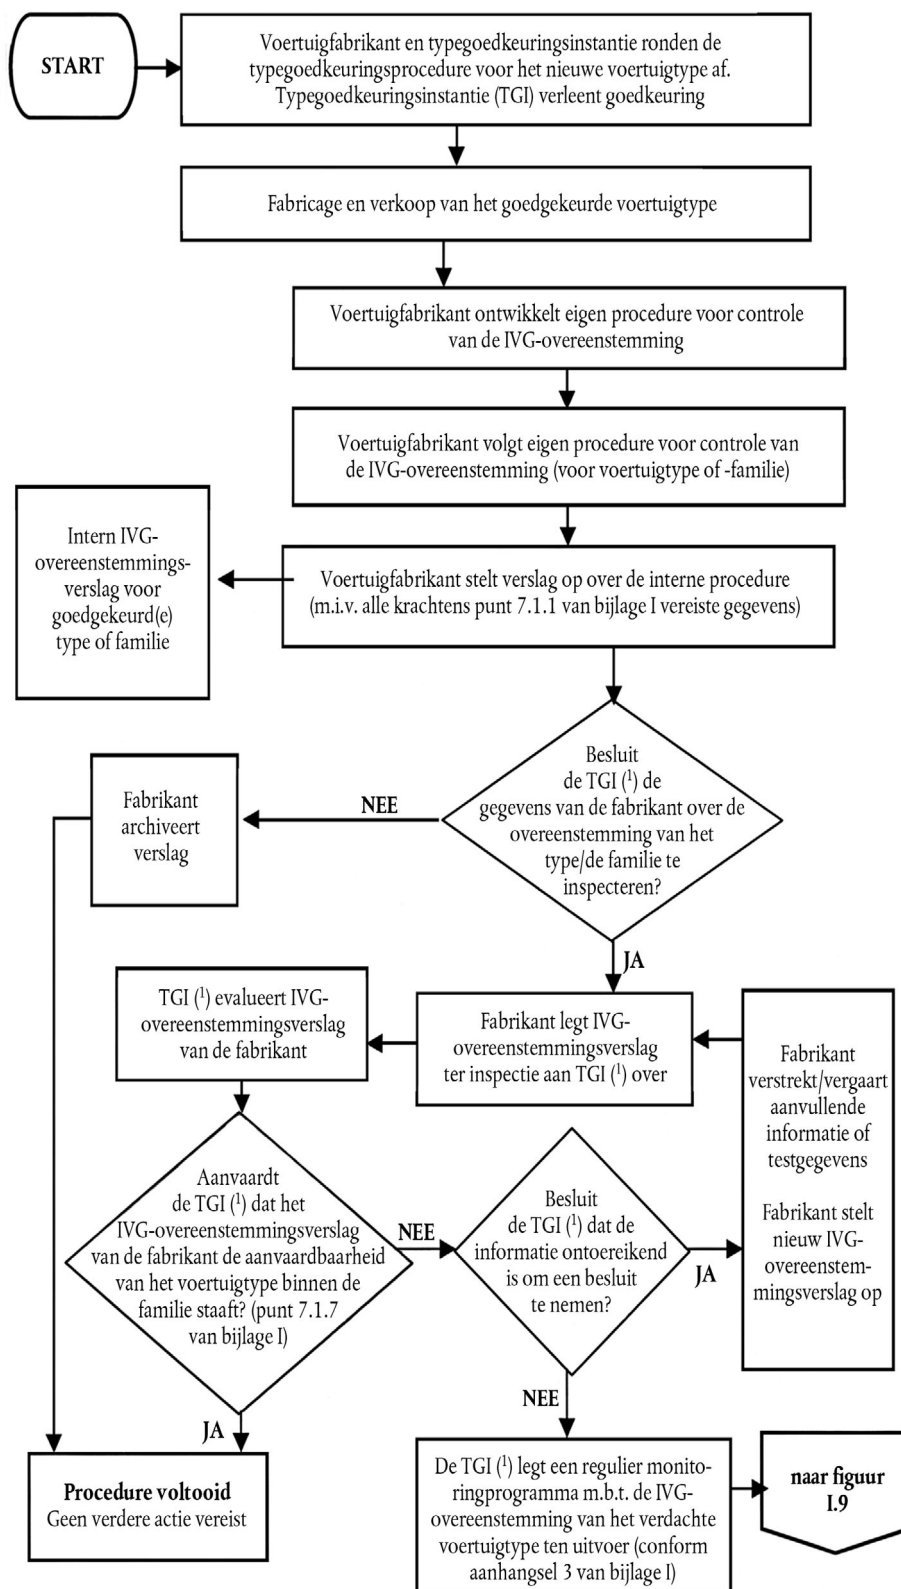 START
Voertuigfabrikant en typegoedkeuringsinstantie ronden de
typegoedkeuringsprocedure voor het nieuwe voertuigtype af.
Typegoedkeuringsinstantie (TGI) verleent goedkeuring
Fabricage en verkoop van het goedgekeurde voertuigtype
Voertuigfabrikant ontwikkelt eigen procedure voor controle
van de IVG-overeenstemming
Voertuigfabrikant volgt eigen procedure voor controle van
de IVG-overeenstemming (voor voertuigtype of -familie)
Intern IVG-
overeenstemmings-
verslag voor
goedgekeurd(e)
type of familie
Voertuigfabrikant stelt verslag op over de interne procedure
(m.i.v. alle krachtens punt 7.1.1 van bijlage I vereiste gegevens)
Besluit
de TGI (¹) de
gegevens van de fabrikant over de
overeenstemming van het
type/de familie te
inspecteren?
NEE
Fabrikant
archiveert
verslag
JA
TGI (¹) evalueert IVG-
overeenstemmingsverslag
van de fabrikant
Fabrikant legt IVG-
overeenstemmingsverslag
ter inspectie aan TGI (¹) over
Fabrikant
verstrekt/vergaart
aanvullende
informatie of
testgegevens
Fabrikant stelt
nieuw IVG-
overeenstem-
mingsverslag op
Aanvaardt
de TGI (¹) dat het
IVG-overeenstemmingsverslag
van de fabrikant de aanvaardbaarheid
van het voertuigtype binnen de
familie staaft? (punt 7.1.7
van bijlage I)
NEE
Besluit
de TGI (¹) dat de
informatie ontoereikend
is om een besluit
te nemen?
JA
NEE
JA
Procedure voltooid
Geen verdere actie vereist
De TGI (¹) legt een regulier monito-
ringprogramma m.b.t. de IVG-
overeenstemming van het verdachte
voertuigtype ten uitvoer (conform
aanhangsel 3 van bijlage I)
naar figuur
I.9